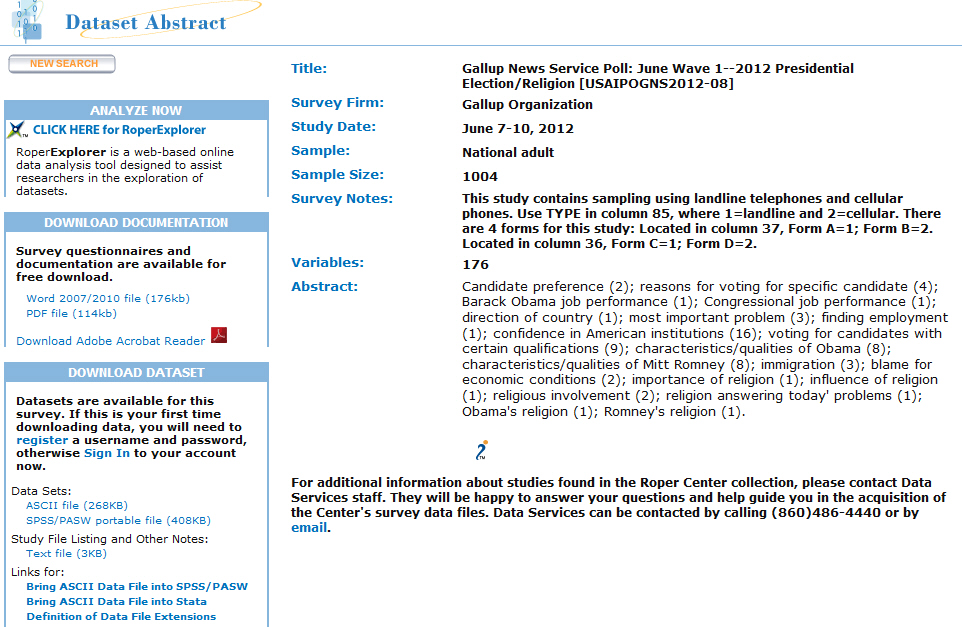 Dataset Abstract
NEW SEARCH
ANALYZE NOW
CLICK HERE for RoperExplorer
RoperExplorer is a web-based online
data analysis tool designed to assist
researchers in the exploration of
datasets.
DOWNLOAD DOCUMENTATION
Survey questionnaires and
documentation are available for
free download.
Word 2007/2010 file (176kb)
PDF file (114kb)
Download Adobe Acrobat Reader
DOWNLOAD DATASET
Datasets are available for this
survey. If this is your first time
downloading data, you will need to
register a username and password,
otherwise Sign In to your account
now.
Data Sets:
ASCII file (268KB)
SPSS/PASW portable file (408KB)
Study File Listing and Other Notes:
Text file (3KB)
Links for:
Bring ASCII Data File into SPSS/PASW
Bring ASCII Data File into Stata
Definition of Data File Extensions
Title: Gallup News Service Poll: June Wave 1--2012 Presidential
Election/Religion [USAIPOGNS2012-08]
Survey Firm: Gallup Organization
Study Date: June 7-10, 2012
Sample: National adult
Sample Size: 1004
Survey Notes: This study contains sampling using landline telephones and cellular
phones. Use TYPE in column 85, where 1=landline and 2=cellular. There
are 4 forms for this study: Located in column 37, Form A=1; Form B=2.
Located in column 36, Form C=1; Form D=2.
Variables: 176
Abstract: Candidate preference (2); reasons for voting for specific candidate (4);
Barack Obama job performance (1); Congressional job performance (1);
direction of country (1); most important problem (3); finding employment
(1); confidence in American institutions (16); voting for candidates with
certain qualifications (9); characteristics/qualities of Obama (8);
characteristics/qualities of Mitt Romney (8); immigration (3); blame for
economic conditions (2); importance of religion (1); influence of religion
(1); religious involvement (2); religion answering today' problems (1);
Obama's religion (1); Romney's religion (1).
For additional information about studies found in the Roper Center collection, please contact Data
Services staff. They will be happy to answer your questions and help guide you in the acquisition of
the Center's survey data files. Data Services can be contacted by calling (860)486-4440 or by
email.